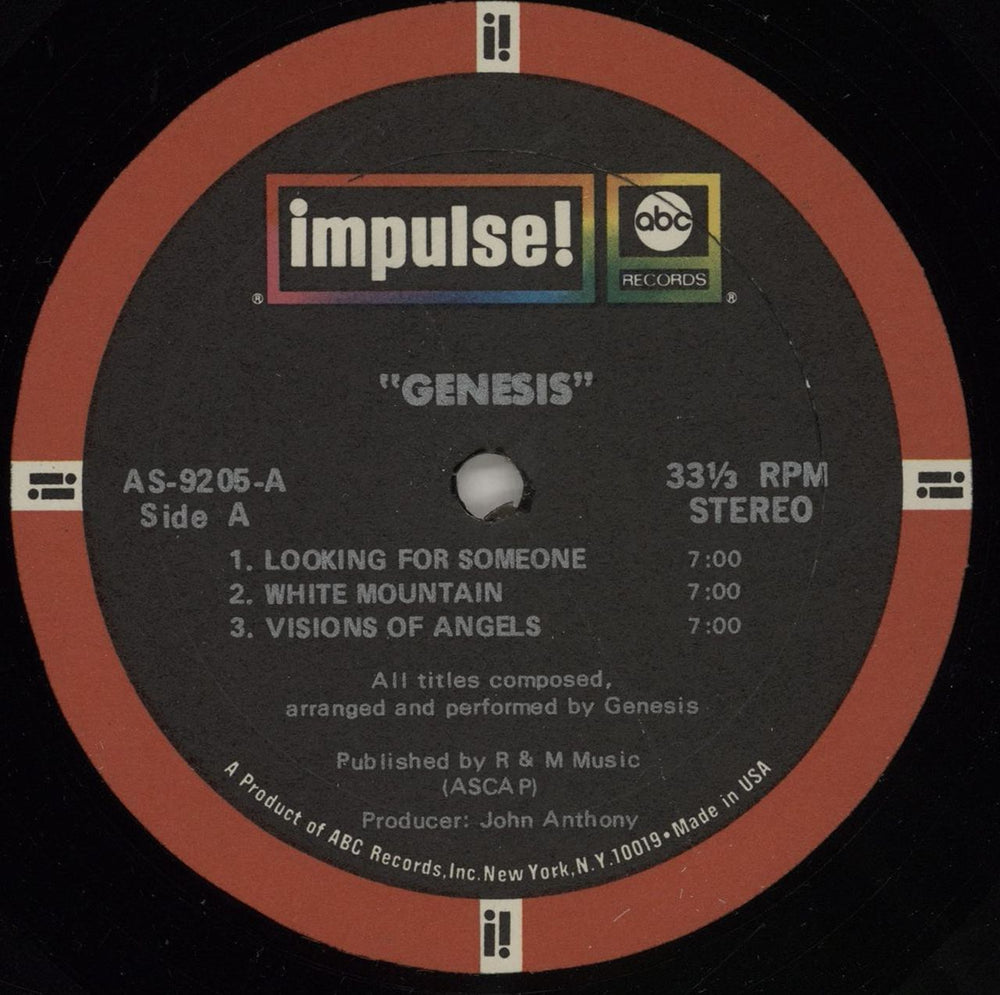 i!
impulse!
abc
RECORDS
®
®
"GENESIS"
AS-9205-A
Side A
33⅓ RPM
STEREO
i!
i!
1. LOOKING FOR SOMEONE 7:00
2. WHITE MOUNTAIN 7:00
3. VISIONS OF ANGELS 7:00
All titles composed,
arranged and performed by Genesis
Published by R & M Music
(ASCAP)
Producer: John Anthony
A Product of ABC Records, Inc. New York, N.Y. 10019 • Made in USA
i!